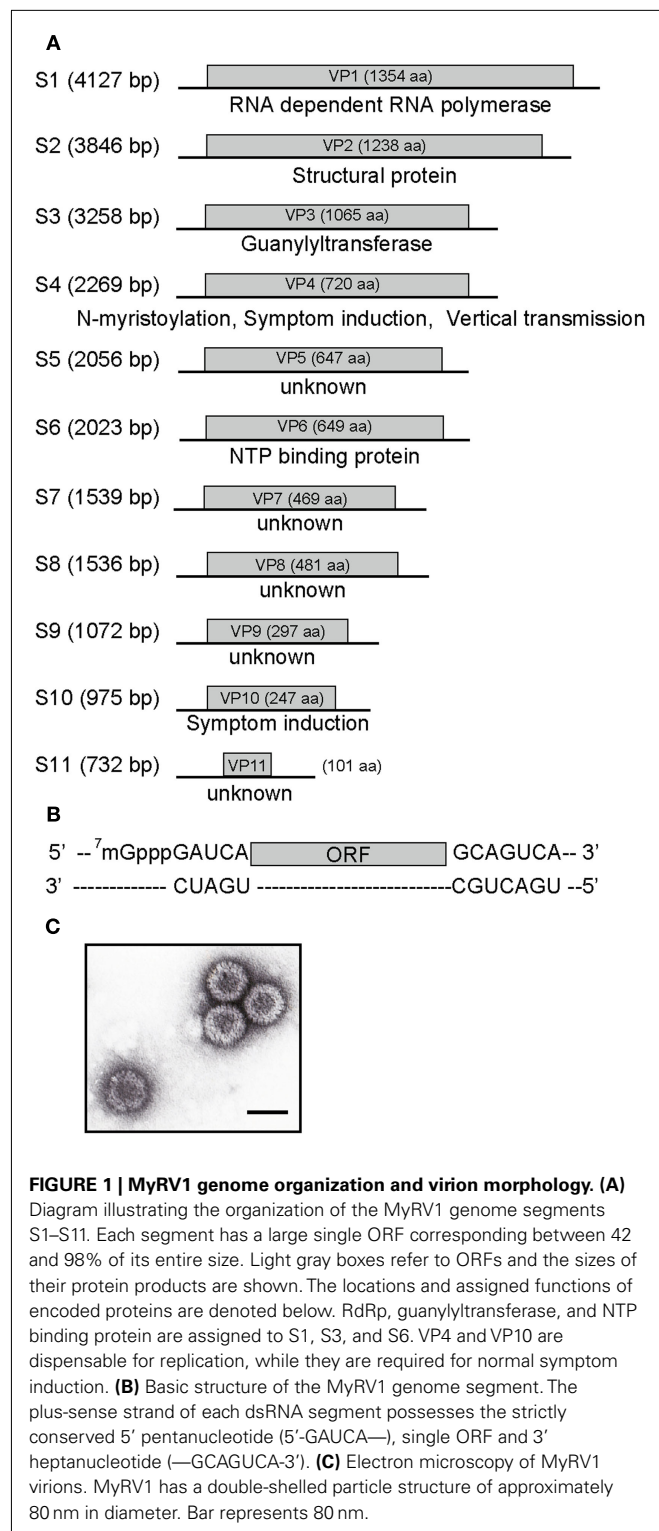 A
S1 (4127 bp)
VP1 (1354 aa)
RNA dependent RNA polymerase
S2 (3846 bp)
VP2 (1238 aa)
Structural protein
S3 (3258 bp)
VP3 (1065 aa)
Guanylyltransferase
S4 (2269 bp)
VP4 (720 aa)
N-myristoylation, Symptom induction, Vertical transmission
S5 (2056 bp)
VP5 (647 aa)
unknown
S6 (2023 bp)
VP6 (649 aa)
NTP binding protein
S7 (1539 bp)
VP7 (469 aa)
unknown
S8 (1536 bp)
VP8 (481 aa)
unknown
S9 (1072 bp)
VP9 (297 aa)
unknown
S10 (975 bp)
VP10 (247 aa)
Symptom induction
S11 (732 bp)
VP11
(101 aa)
unknown
B
5' -- ⁷mGpppGAUCA ORF GCAGUCA-- 3'
3' ------------- CUAGU ---------------------------CGUCAGU --5'
C
FIGURE 1 | MyRV1 genome organization and virion morphology. (A)
Diagram illustrating the organization of the MyRV1 genome segments
S1–S11. Each segment has a large single ORF corresponding between 42
and 98% of its entire size. Light gray boxes refer to ORFs and the sizes of
their protein products are shown. The locations and assigned functions of
encoded proteins are denoted below. RdRp, guanylyltransferase, and NTP
binding protein are assigned to S1, S3, and S6. VP4 and VP10 are
dispensable for replication, while they are required for normal symptom
induction. (B) Basic structure of the MyRV1 genome segment. The
plus-sense strand of each dsRNA segment possesses the strictly
conserved 5' pentanucleotide (5'-GAUCA—), single ORF and 3'
heptanucleotide (—GCAGUCA-3'). (C) Electron microscopy of MyRV1
virions. MyRV1 has a double-shelled particle structure of approximately
80 nm in diameter. Bar represents 80 nm.